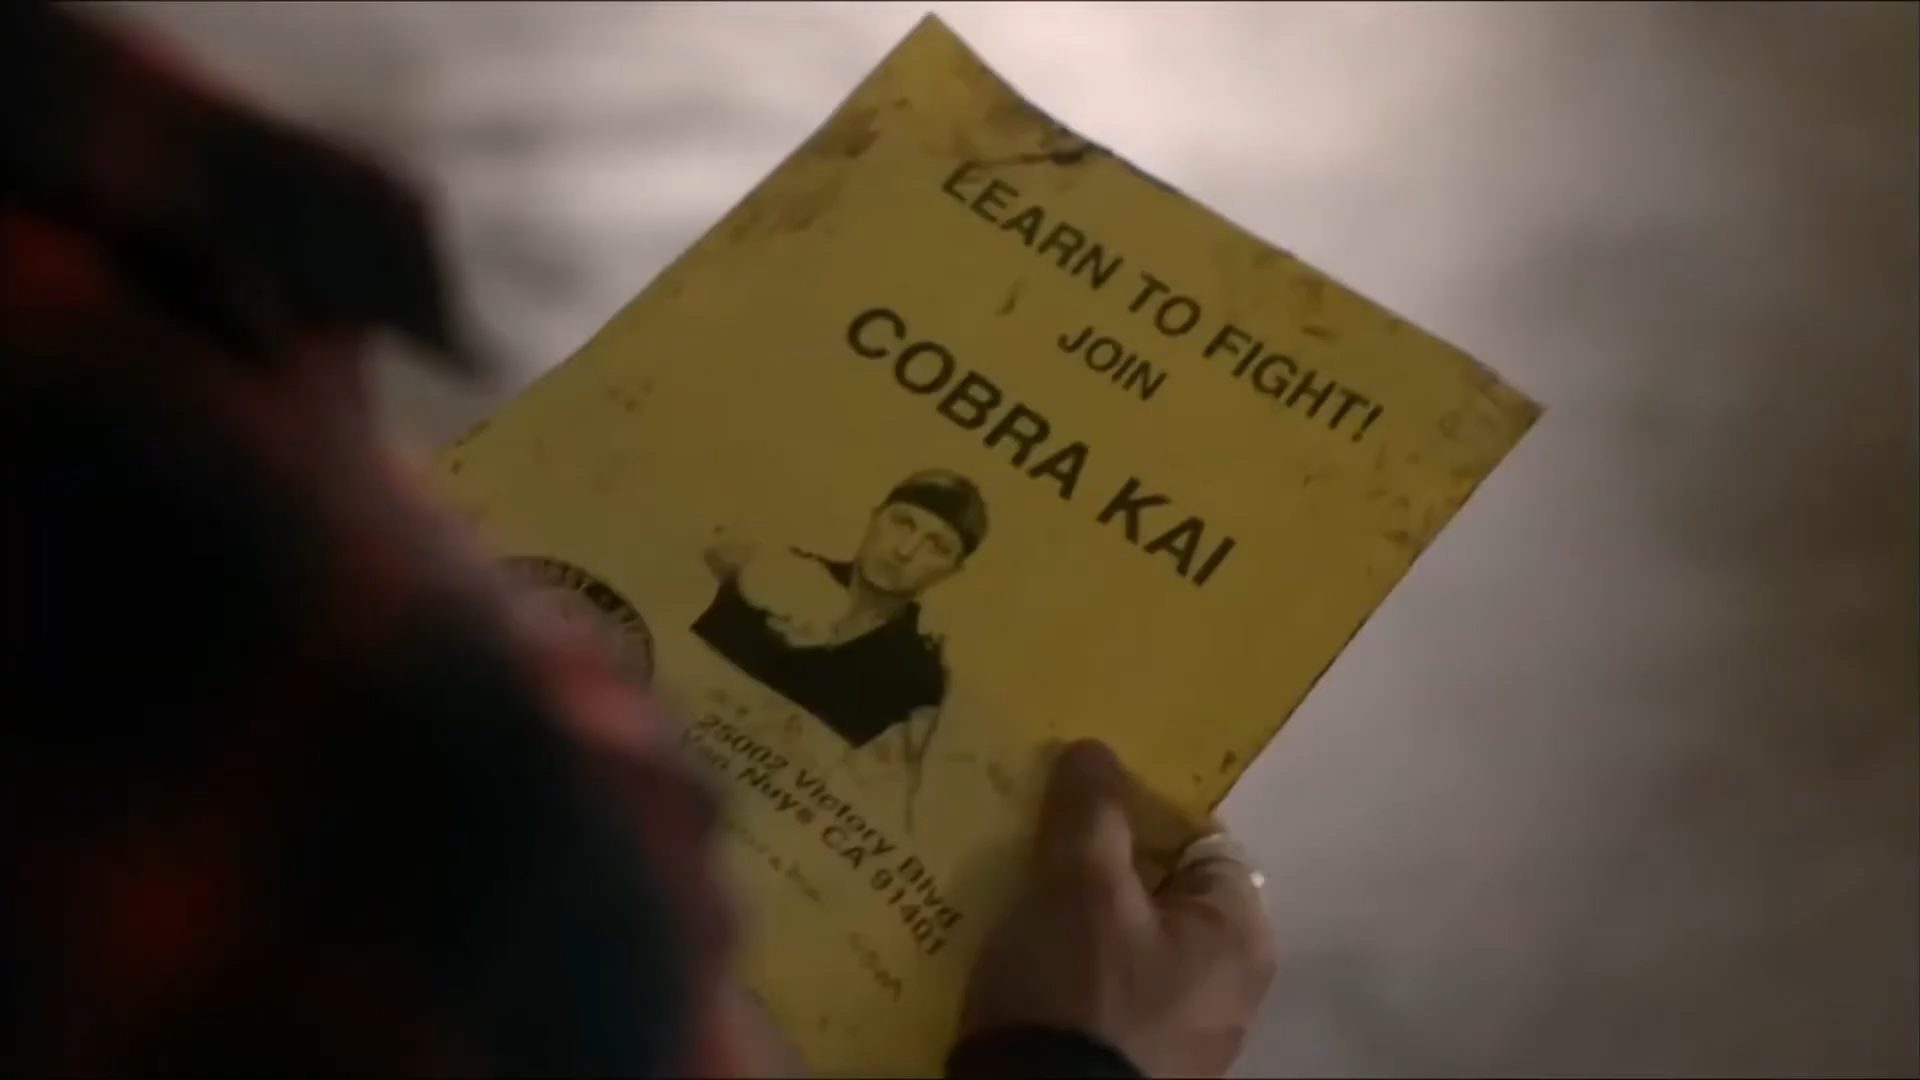 LEARN TO FIGHT!
JOIN
COBRA KAI
25002 Victory Blvd
Van Nuys CA 91401